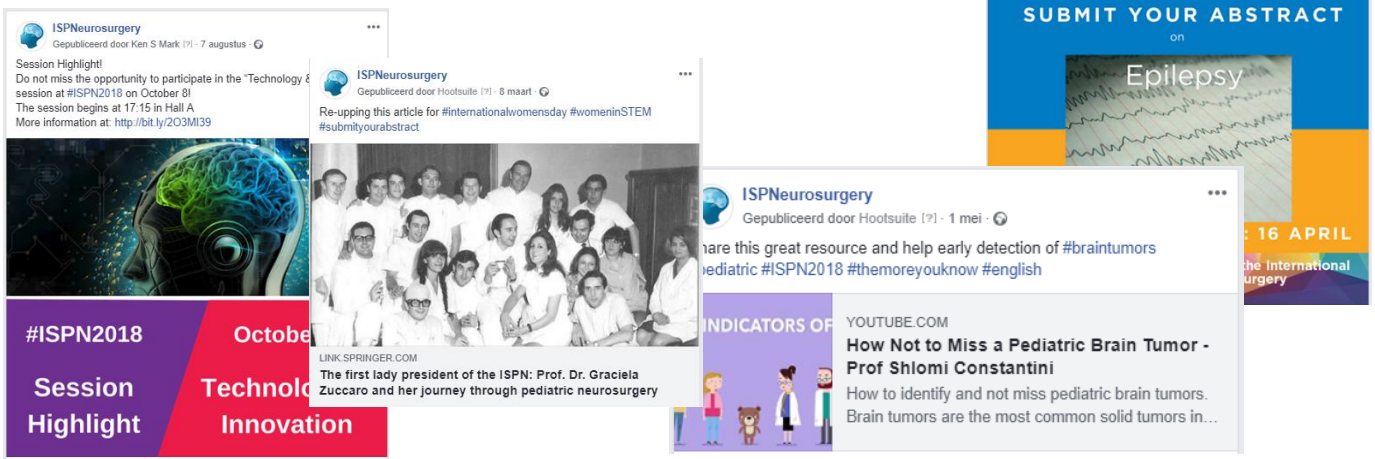 ISPNeurosurgery
Gepubliceerd door Ken S Mark [?] · 7 augustus ·
Session Highlight!
Do not miss the opportunity to participate in the "Technology &
session at #ISPN2018 on October 8!
The session begins at 17:15 in Hall A
More information at: http://bit.ly/2O3MI39
#ISPN2018
Session
Highlight
Innovation
ISPNeurosurgery
Gepubliceerd door Hootsuite [?] · 8 maart ·
Re-upping this article for #internationalwomensday #womeninSTEM
#submityourabstract
LINK.SPRINGER.COM
The first lady president of the ISPN: Prof. Dr. Graciela
Zuccaro and her journey through pediatric neurosurgery
ISPNeurosurgery
Gepubliceerd door Hootsuite [?] · 1 mei ·
this great resource and help early detection of #braintumors
#ISPN2018 #themoreyouknow #english
INDICATORS OF
YOUTUBE.COM
How Not to Miss a Pediatric Brain Tumor -
Prof Shlomi Constantini
How to identify and not miss pediatric brain tumors.
Brain tumors are the most common solid tumors in...
SUBMIT YOUR ABSTRACT
on
Epilepsy
: 16 APRIL
the International